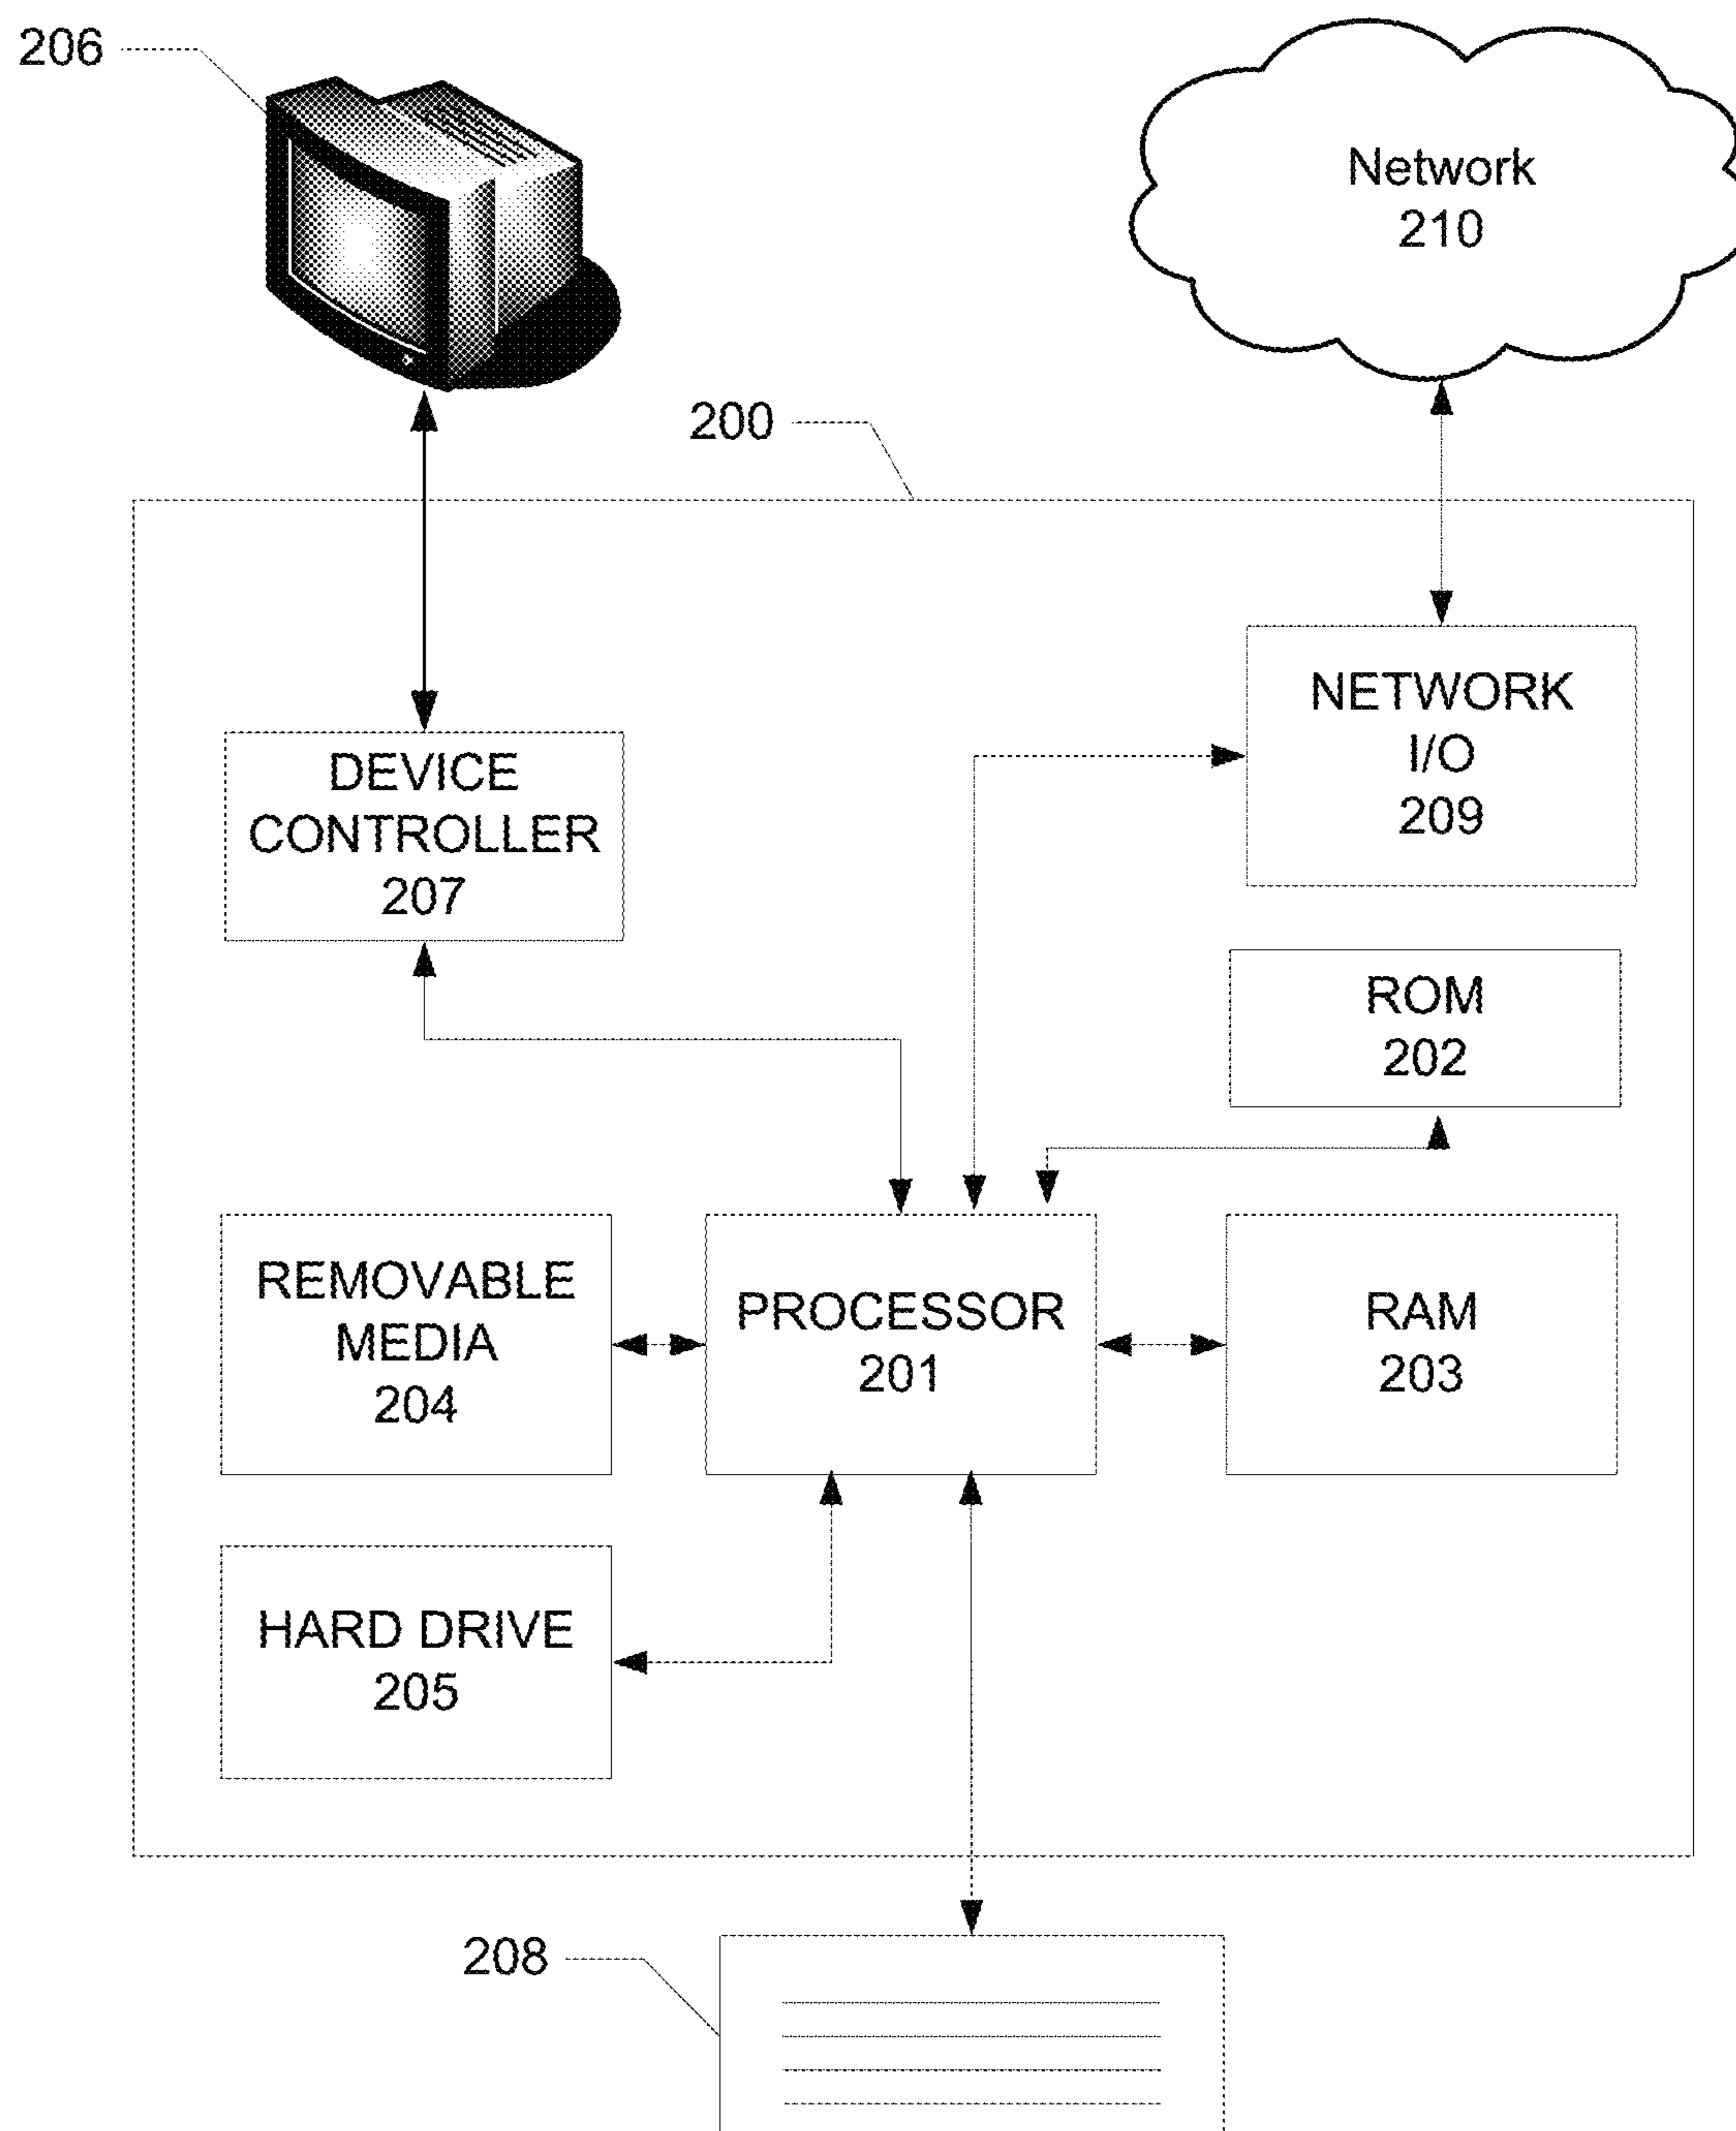 206
Network
210
200
NETWORK
I/O
209
DEVICE
CONTROLLER
207
ROM
202
REMOVABLE
MEDIA
204
PROCESSOR
201
RAM
203
HARD DRIVE
205
208